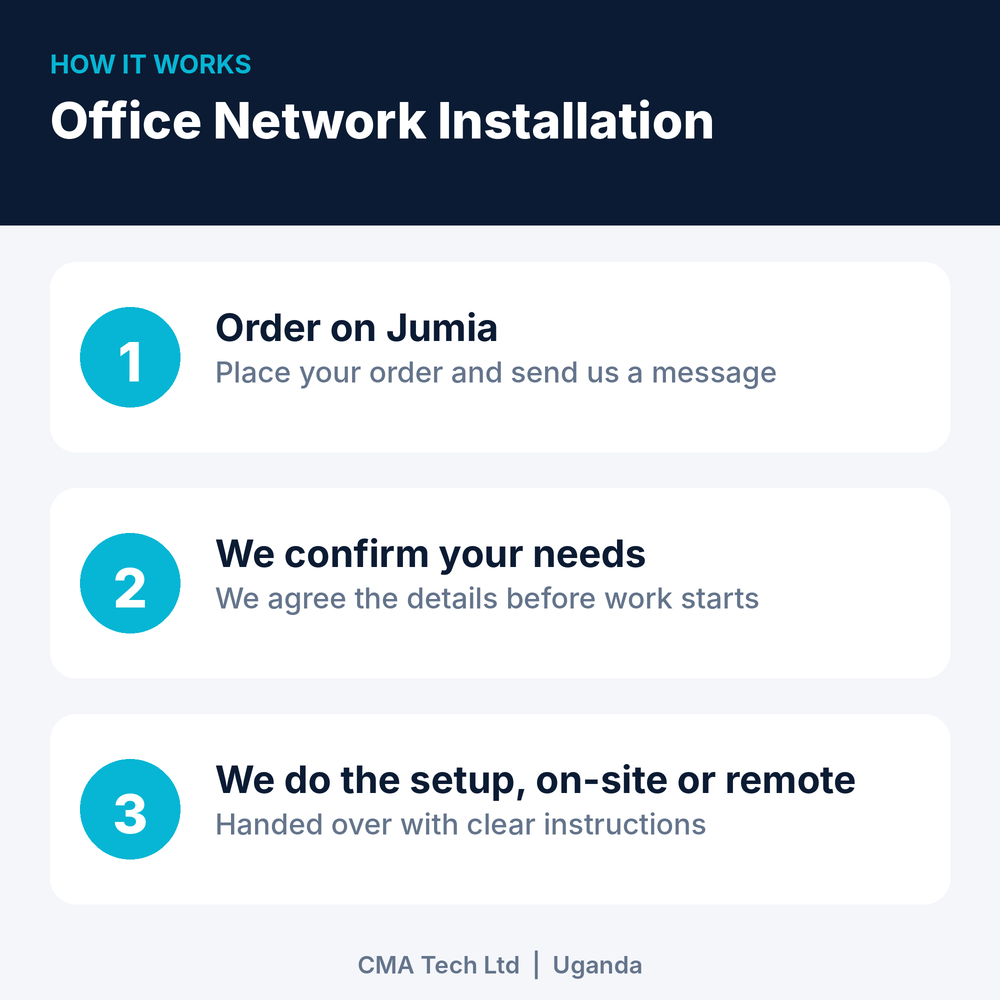 HOW IT WORKS
Office Network Installation
1
Order on Jumia
Place your order and send us a message
2
We confirm your needs
We agree the details before work starts
3
We do the setup, on-site or remote
Handed over with clear instructions
CMA Tech Ltd | Uganda